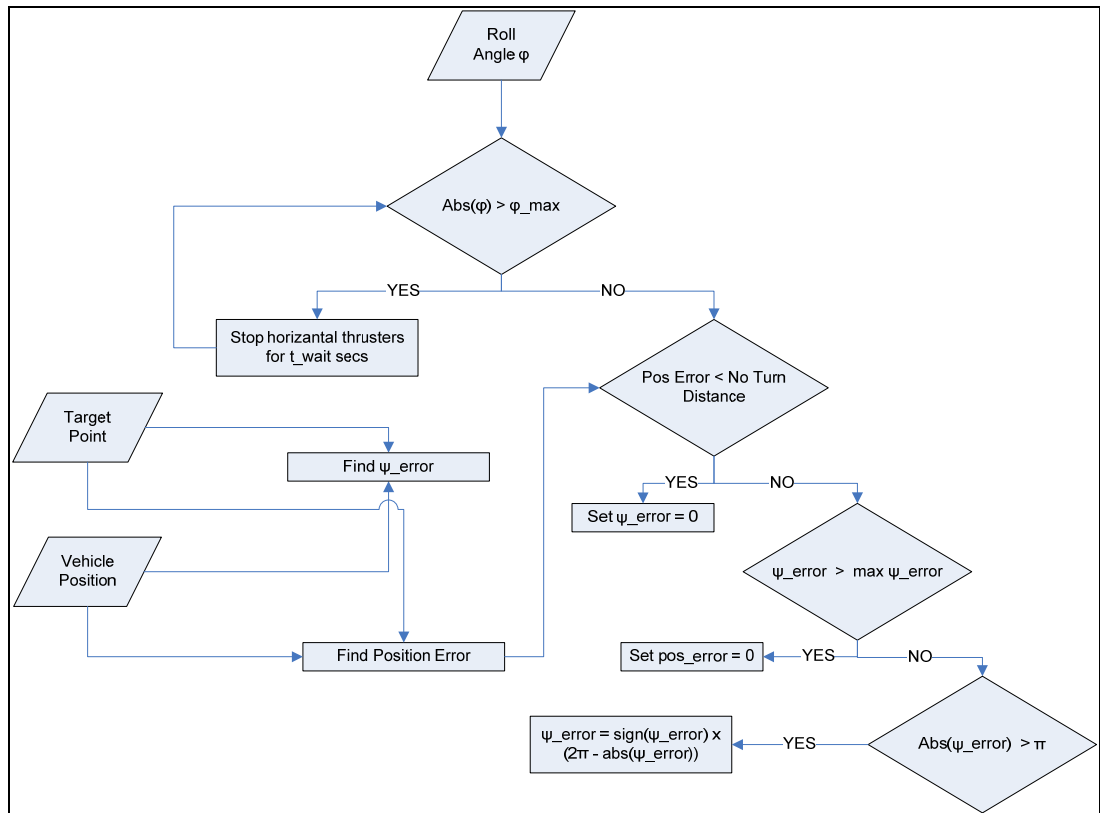 Roll
Angle φ
Abs(φ) > φ_max
YES
NO
Stop horizantal thrusters
for t_wait secs
Pos Error < No Turn
Distance
Target
Point
Find ψ_error
YES
NO
Set ψ_error = 0
Vehicle
Position
ψ_error > max ψ_error
Find Position Error
Set pos_error = 0
YES
NO
ψ_error = sign(ψ_error) x
(2π - abs(ψ_error))
YES
Abs(ψ_error) > π